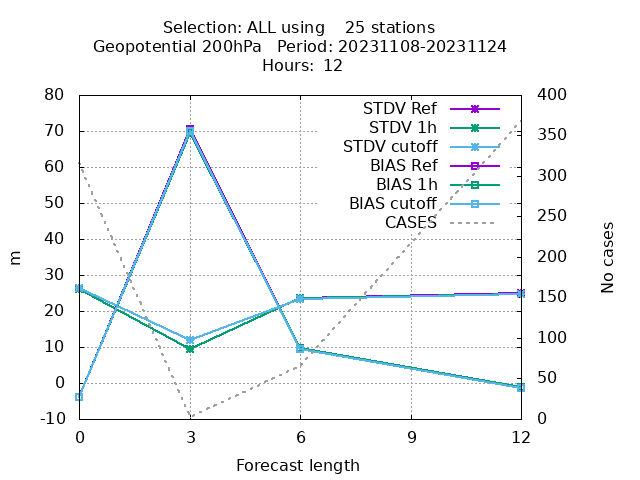 Selection: ALL using    25 stations
Geopotential 200hPa   Period: 20231108-20231124
Hours:  12
80
70
60
50
40
30
20
10
0
-10
400
350
300
250
200
150
100
50
0
STDV Ref
STDV 1h
STDV cutoff
BIAS Ref
BIAS 1h
BIAS cutoff
CASES
m
No cases
0
3
6
9
12
Forecast length